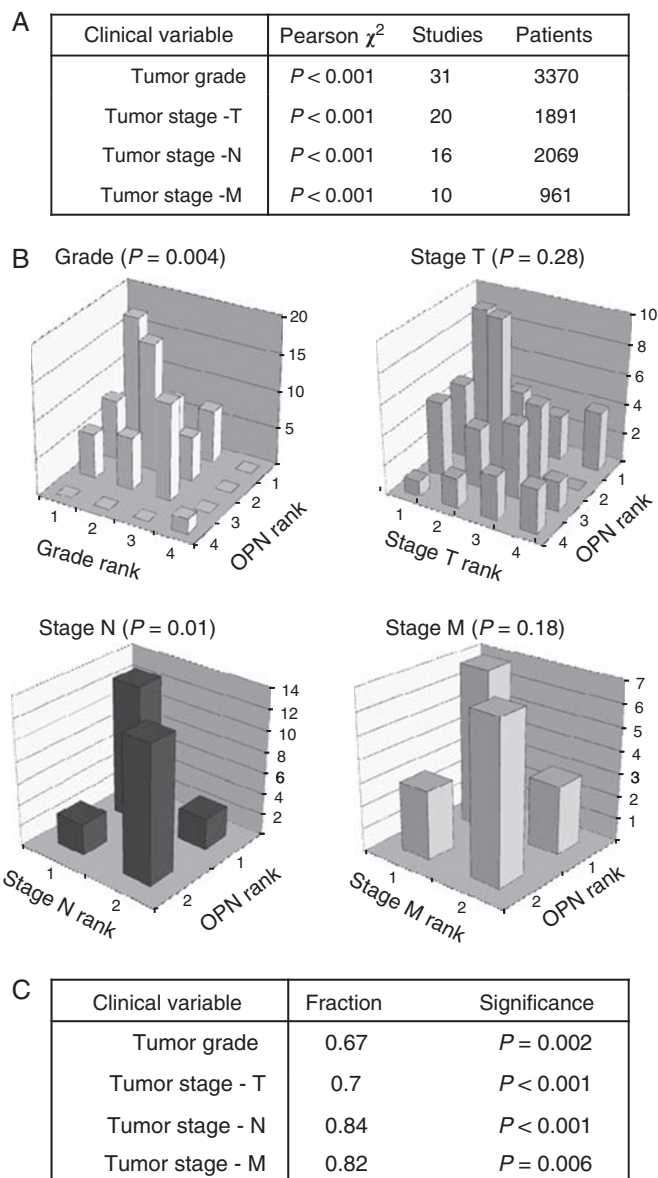 A
Clinical variable Pearson χ² Studies Patients
Tumor grade P < 0.001 31 3370
Tumor stage -T P < 0.001 20 1891
Tumor stage -N P < 0.001 16 2069
Tumor stage -M P < 0.001 10 961
B
Grade (P = 0.004)
20
15
10
5
1
2
3
4
1
2
3
4
Grade rank
OPN rank
Stage T (P = 0.28)
10
8
6
4
2
1
2
3
4
1
2
3
4
Stage T rank
OPN rank
Stage N (P = 0.01)
14
12
10
8
6
4
2
1
2
1
2
Stage N rank
OPN rank
Stage M (P = 0.18)
7
6
5
4
3
2
1
1
2
1
2
Stage M rank
OPN rank
C
Clinical variable Fraction Significance
Tumor grade 0.67 P = 0.002
Tumor stage - T 0.7 P < 0.001
Tumor stage - N 0.84 P < 0.001
Tumor stage - M 0.82 P = 0.006